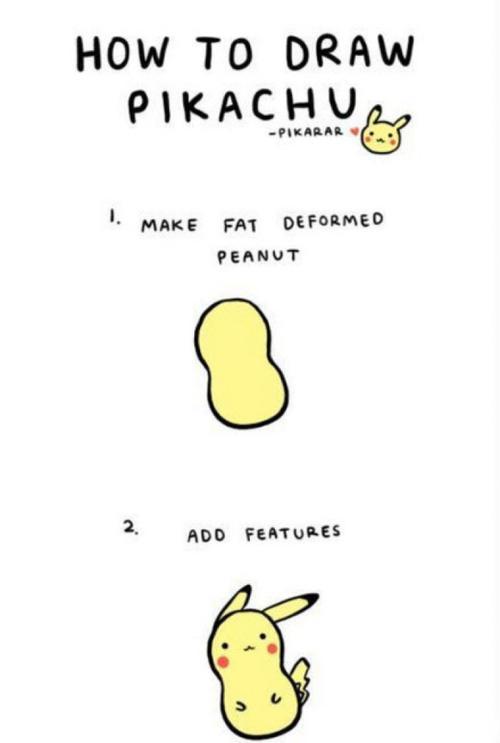 HOW TO DRAW
PIKACHU
-PIKARAR
1. MAKE FAT DEFORMED
PEANUT
2. ADD FEATURES